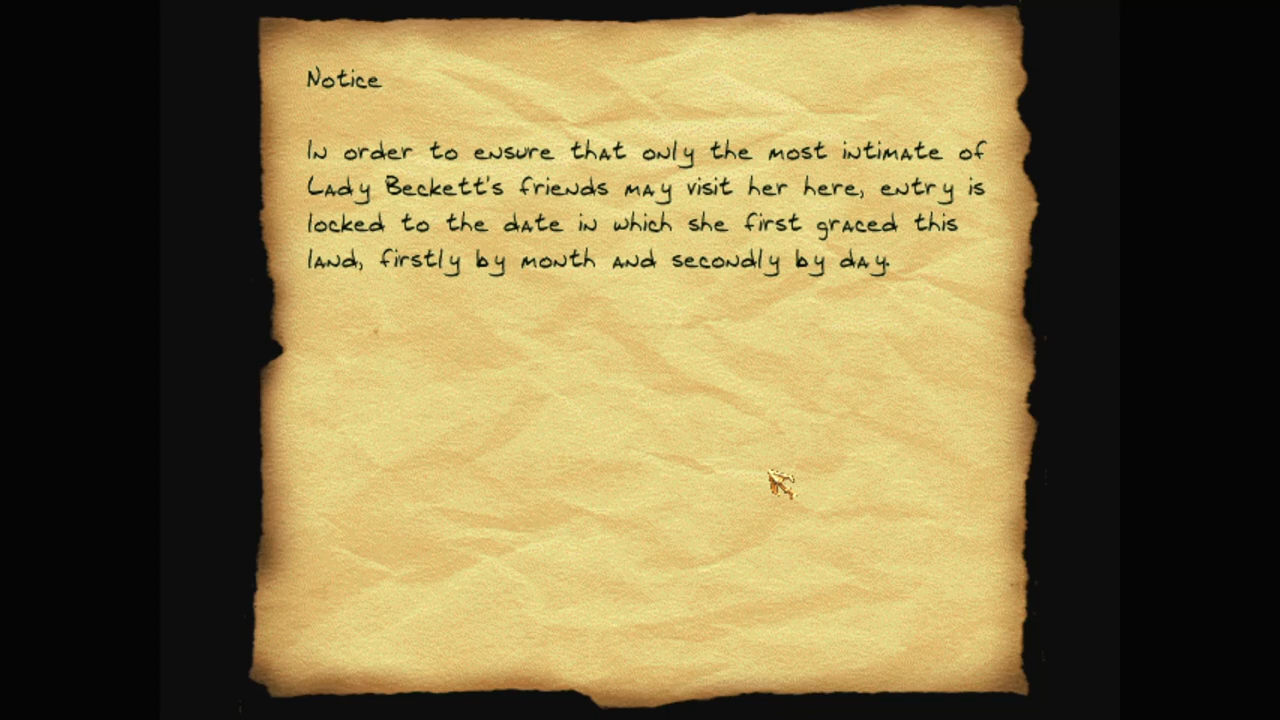 Notice
In order to ensure that only the most intimate of
Lady Beckett's friends may visit her here, entry is
locked to the date in which she first graced this
land, firstly by month and secondly by day.